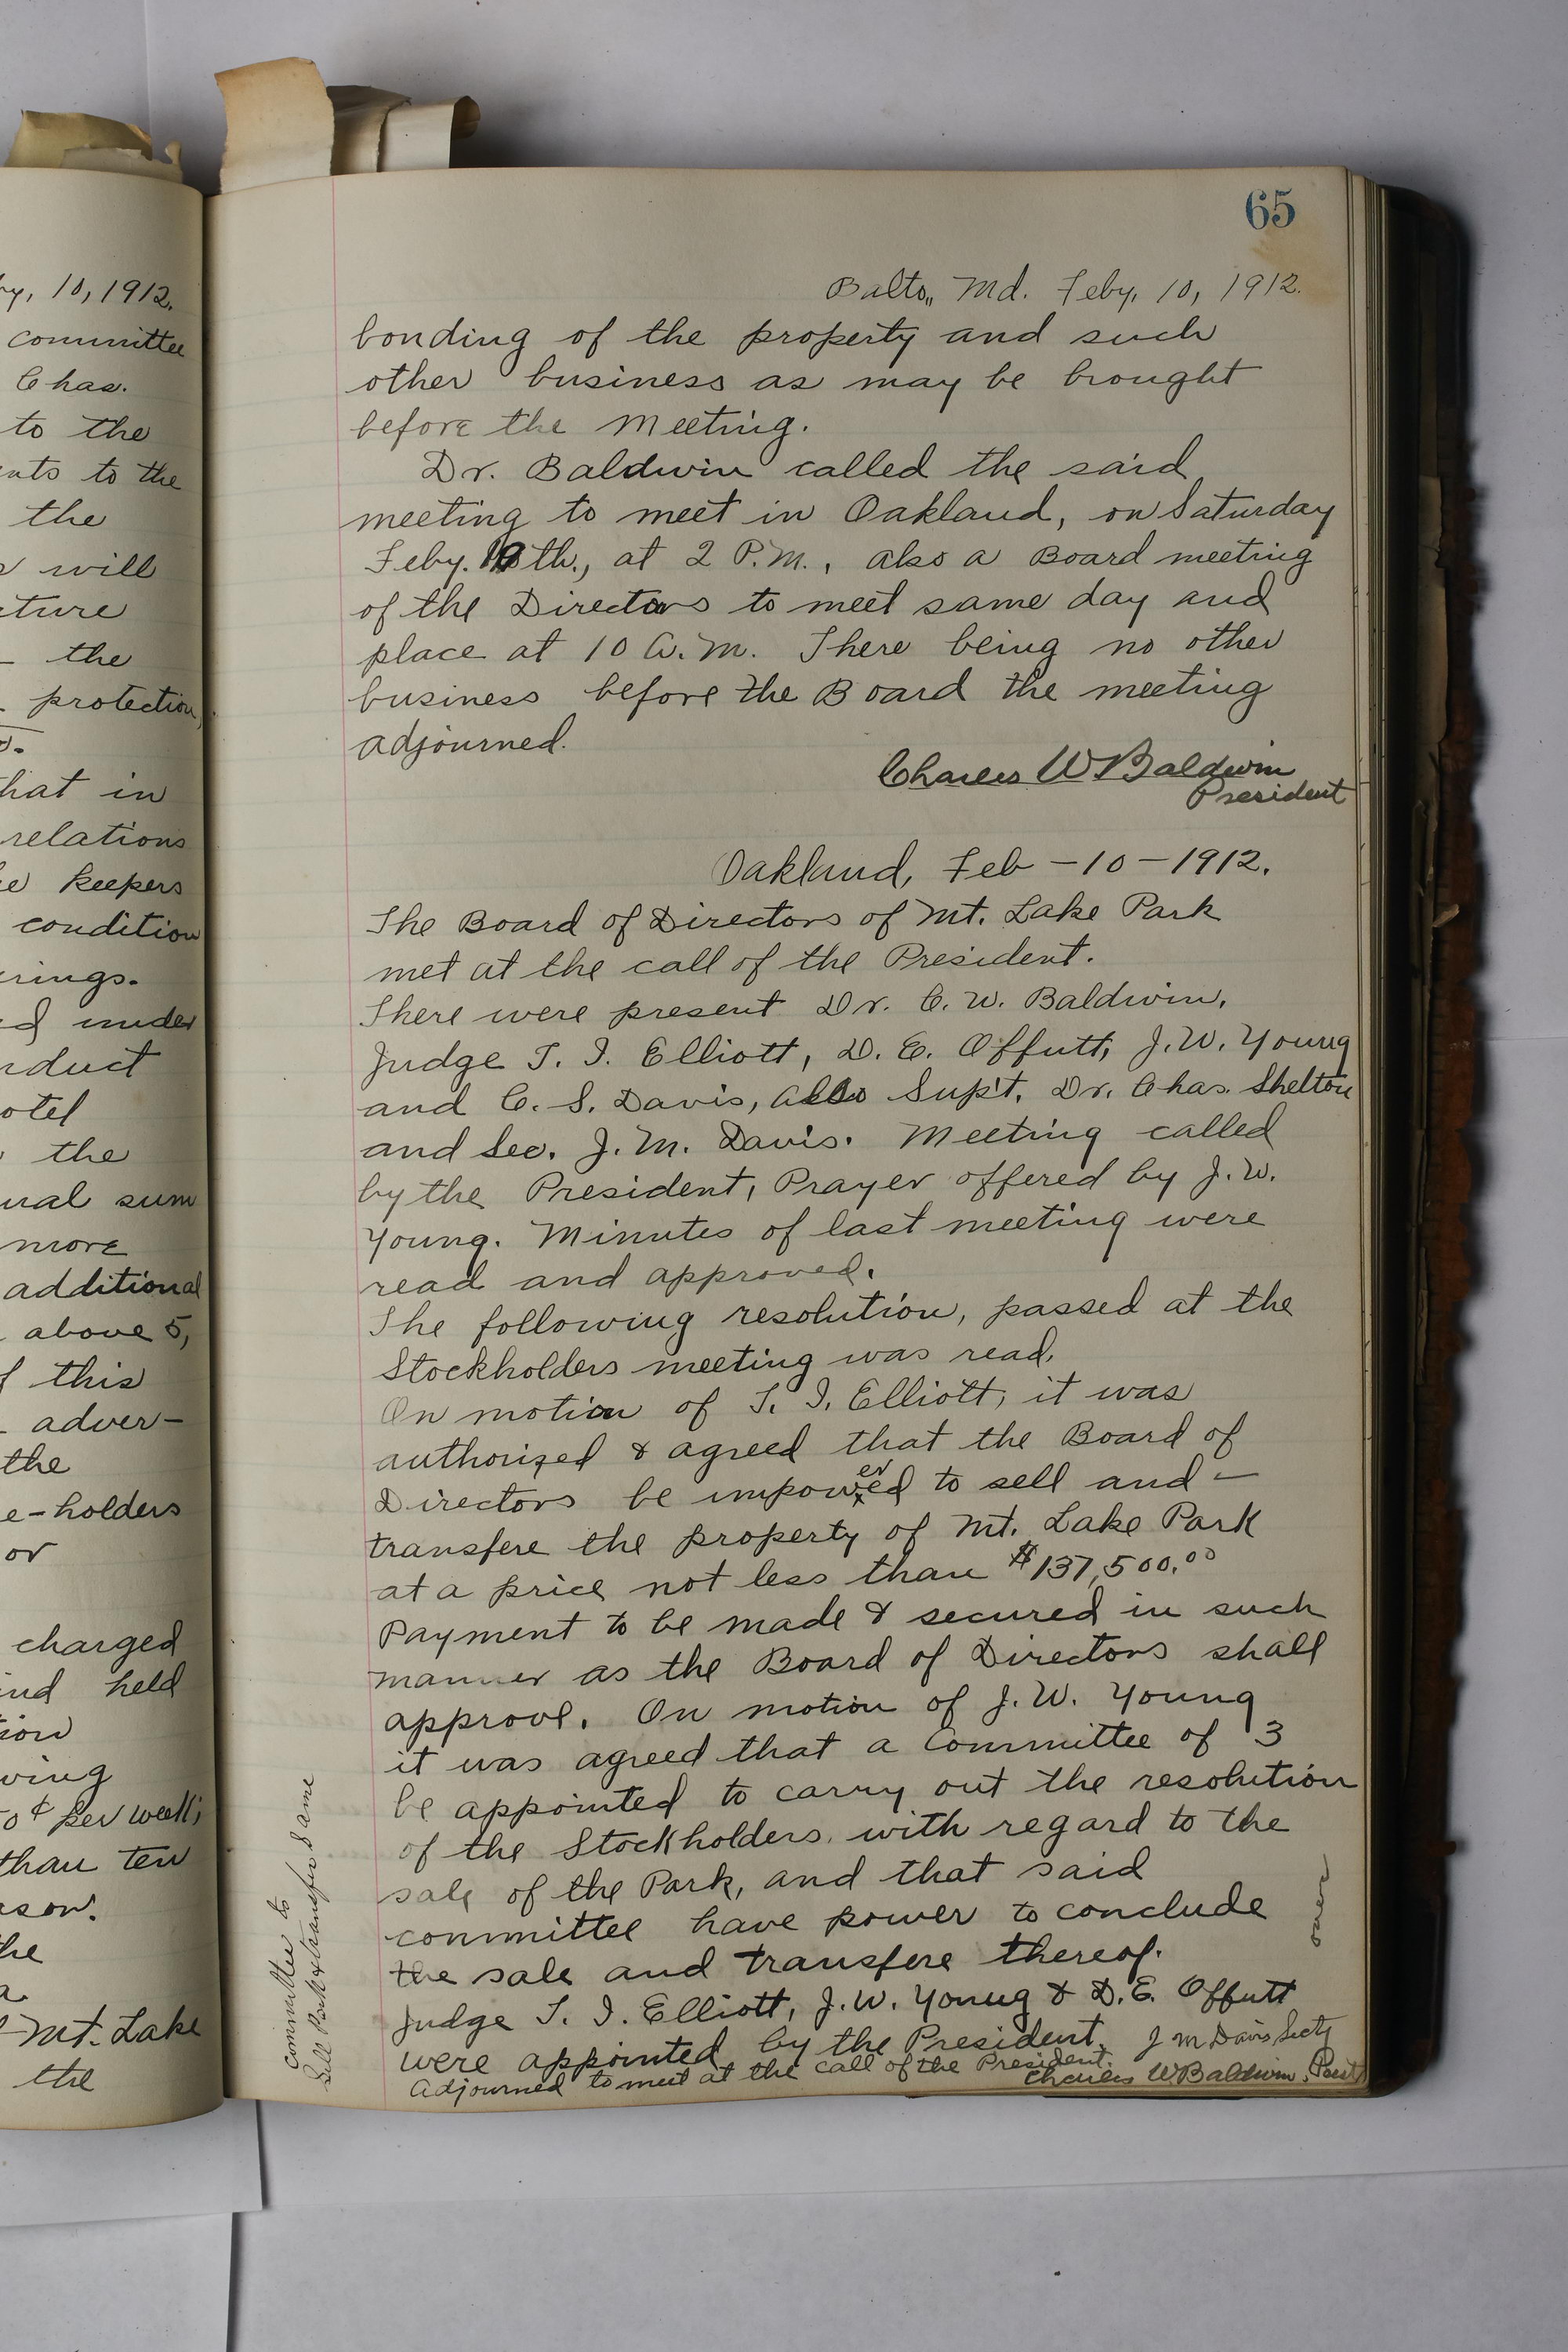 y, 10, 1912.
committee
Chas.
to the
ents to the
the
will
cture
the
protection,
that in
relations
keepers
condition
rings.
ed under
nduct
otel
the
ual sum
more
additional
above 5,
of this
adver-
the
e-holders
or
charged
and held
tion
wing
¢ per week;
than ten
ason.
the
Mt. Lake
the
65
Balto,, Md. Feby, 10, 1912.
bonding of the property and such
other business as may be brought
before the Meeting.
Dr. Baldwin called the said
meeting to meet in Oakland, on Saturday
Feby. 10th., at 2 P.M., also a Board meeting
of the Directors to meet same day and
place at 10 A.M. There being no other
business before the Board the meeting
adjourned.
Charles W Baldwin
President
Oakland, Feb-10-1912.
The Board of Directors of Mt. Lake Park
met at the call of the President.
There were present Dr. C. W. Baldwin,
Judge T. I. Elliott, D. E. Offutt, J. W. Young
and C. S. Davis, also Sup't. Dr. Chas. Shelton
and Sec. J. M. Davis. Meeting called
by the President, Prayer offered by J. W.
Young. Minutes of last meeting were
read and approved.
The following resolution, passed at the
Stockholders meeting was read.
On motion of T. I. Elliott, it was
authorized & agreed that the Board of
Directors be impowered to sell and -
transfere the property of Mt. Lake Park
at a price not less than $137,500.00
Payment to be made & secured in such
manner as the Board of Directors shall
approve. On motion of J. W. Young
it was agreed that a Committee of 3
be appointed to carry out the resolution
of the Stockholders with regard to the
sale of the Park, and that said
committee have power to conclude
the sale and transfere thereof.
Judge T. I. Elliott, J. W. Young & D. E. Offutt
were appointed by the President. J M Davis Secty
Adjourned to meet at the call of the President.
Charles W Baldwin, Prest
committee to
Sell Park & transfer Same
over